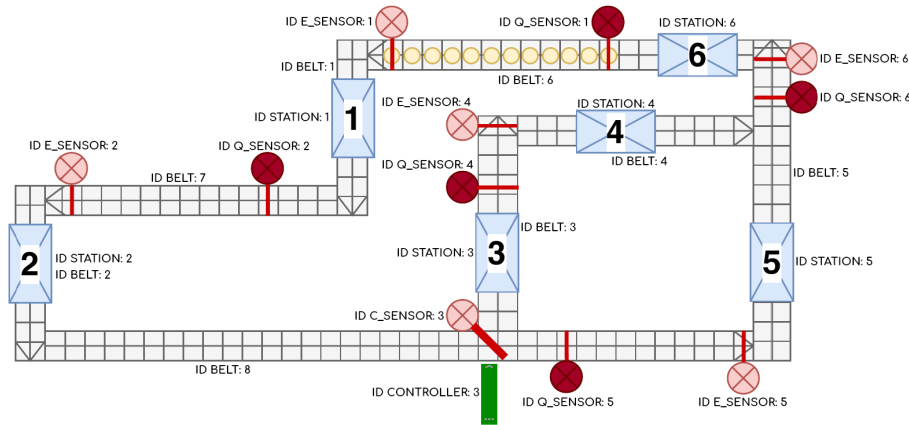 ID E_SENSOR: 1
ID Q_SENSOR: 1
ID STATION: 6
6
ID E_SENSOR: 6
ID BELT: 1
ID BELT: 6
ID Q_SENSOR: 6
ID E_SENSOR: 4
ID STATION: 4
ID STATION: 1
1
4
ID E_SENSOR: 2
ID Q_SENSOR: 2
ID Q_SENSOR: 4
ID BELT: 4
ID BELT: 7
ID BELT: 5
ID BELT: 3
2
ID STATION: 2
ID BELT: 2
ID STATION: 3
3
5
ID STATION: 5
ID C_SENSOR: 3
ID BELT: 8
ID CONTROLLER: 3
ID Q_SENSOR: 5
ID E_SENSOR: 5